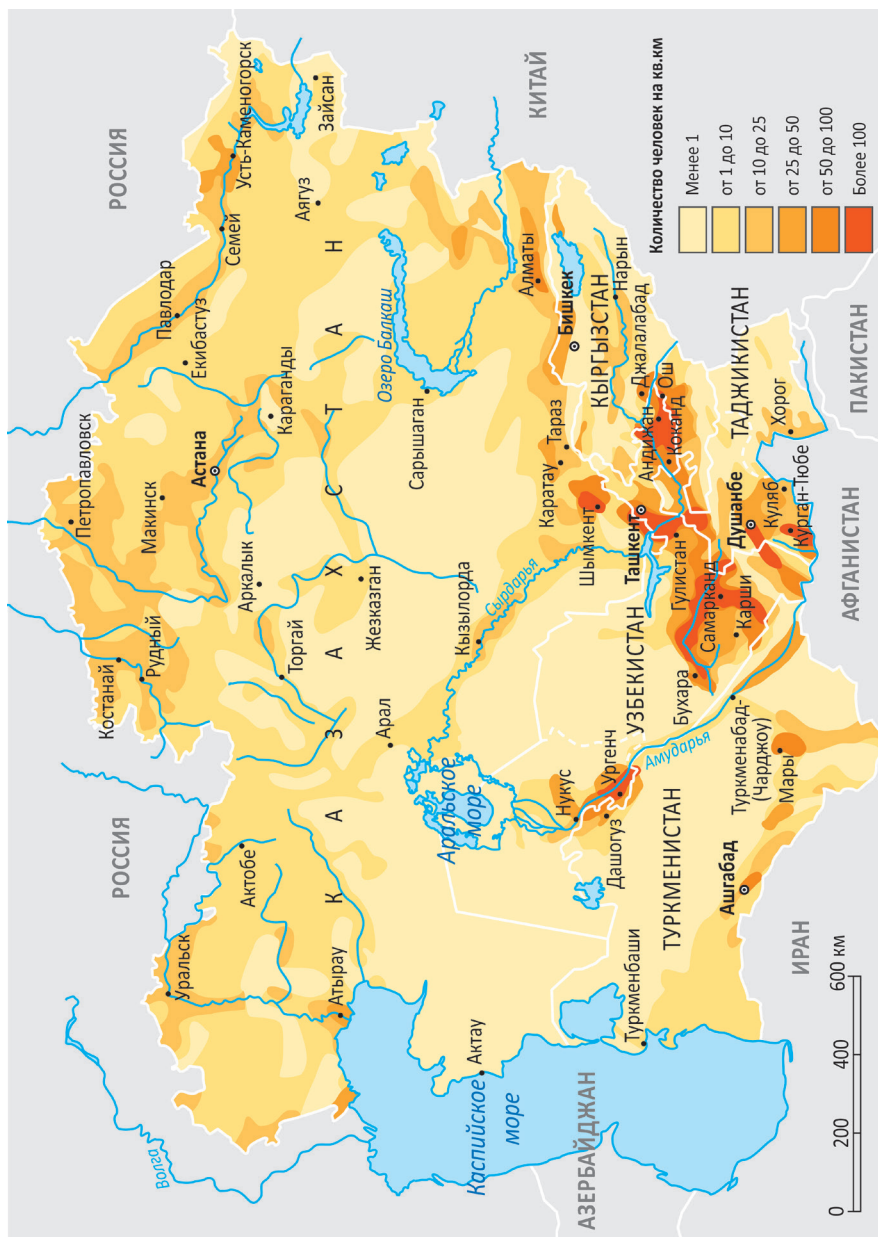 РОССИЯ
РОССИЯ
КИТАЙ
Волга
Петропавловск
Костанай
Рудный
Макинск
Павлодар
Екибастуз
Астана
Семей
Усть-Каменогорск
Уральск
Актобе
Аркалык
Караганды
Аягуз
Зайсан
Торгай
Атырау
К А З А Х С Т А Н
Жезказган
Арал
Озеро Балкаш
Сарышаган
Каспийское
море
Актау
Аральское
море
Кызылорда
Сырдарья
Каратау
Тараз
Алматы
Бишкек
КЫРГЫЗСТАН
Нарын
Шымкент
Ташкент
Джалалабад
Ош
Андижан
Коканд
Нукус
Ургенч
Дашогуз
УЗБЕКИСТАН
Амударья
Гулистан
Самарканд
Карши
Бухара
ТАДЖИКИСТАН
Душанбе
Куляб
Курган-Тюбе
Хорог
ТУРКМЕНИСТАН
Туркменбаши
Туркменабад-
(Чарджоу)
Мары
Ашгабад
АЗЕРБАЙДЖАН
ИРАН
АФГАНИСТАН
ПАКИСТАН
Количество человек на кв.км
Менее 1
от 1 до 10
от 10 до 25
от 25 до 50
от 50 до 100
Более 100
0 200 400 600 км